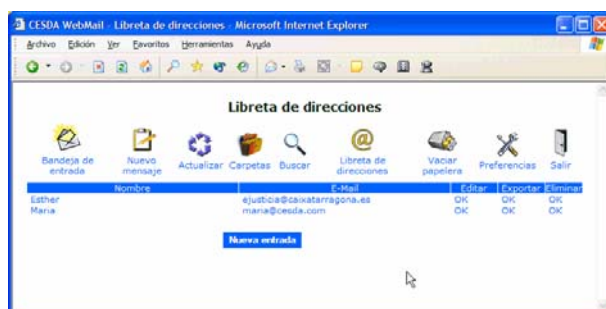 CESDA WebMail - Libreta de direcciones - Microsoft Internet Explorer
Archivo Edición Ver Favoritos Herramientas Ayuda
Libreta de direcciones
Bandeja de entrada
Nuevo mensaje
Actualizar
Carpetas
Buscar
Libreta de direcciones
Vaciar papelera
Preferencias
Salir
Nombre E-Mail Editar Exportar Eliminar
Esther ejusticia@caixatarragona.es OK OK OK
Maria maria@cesda.com OK OK OK
Nueva entrada